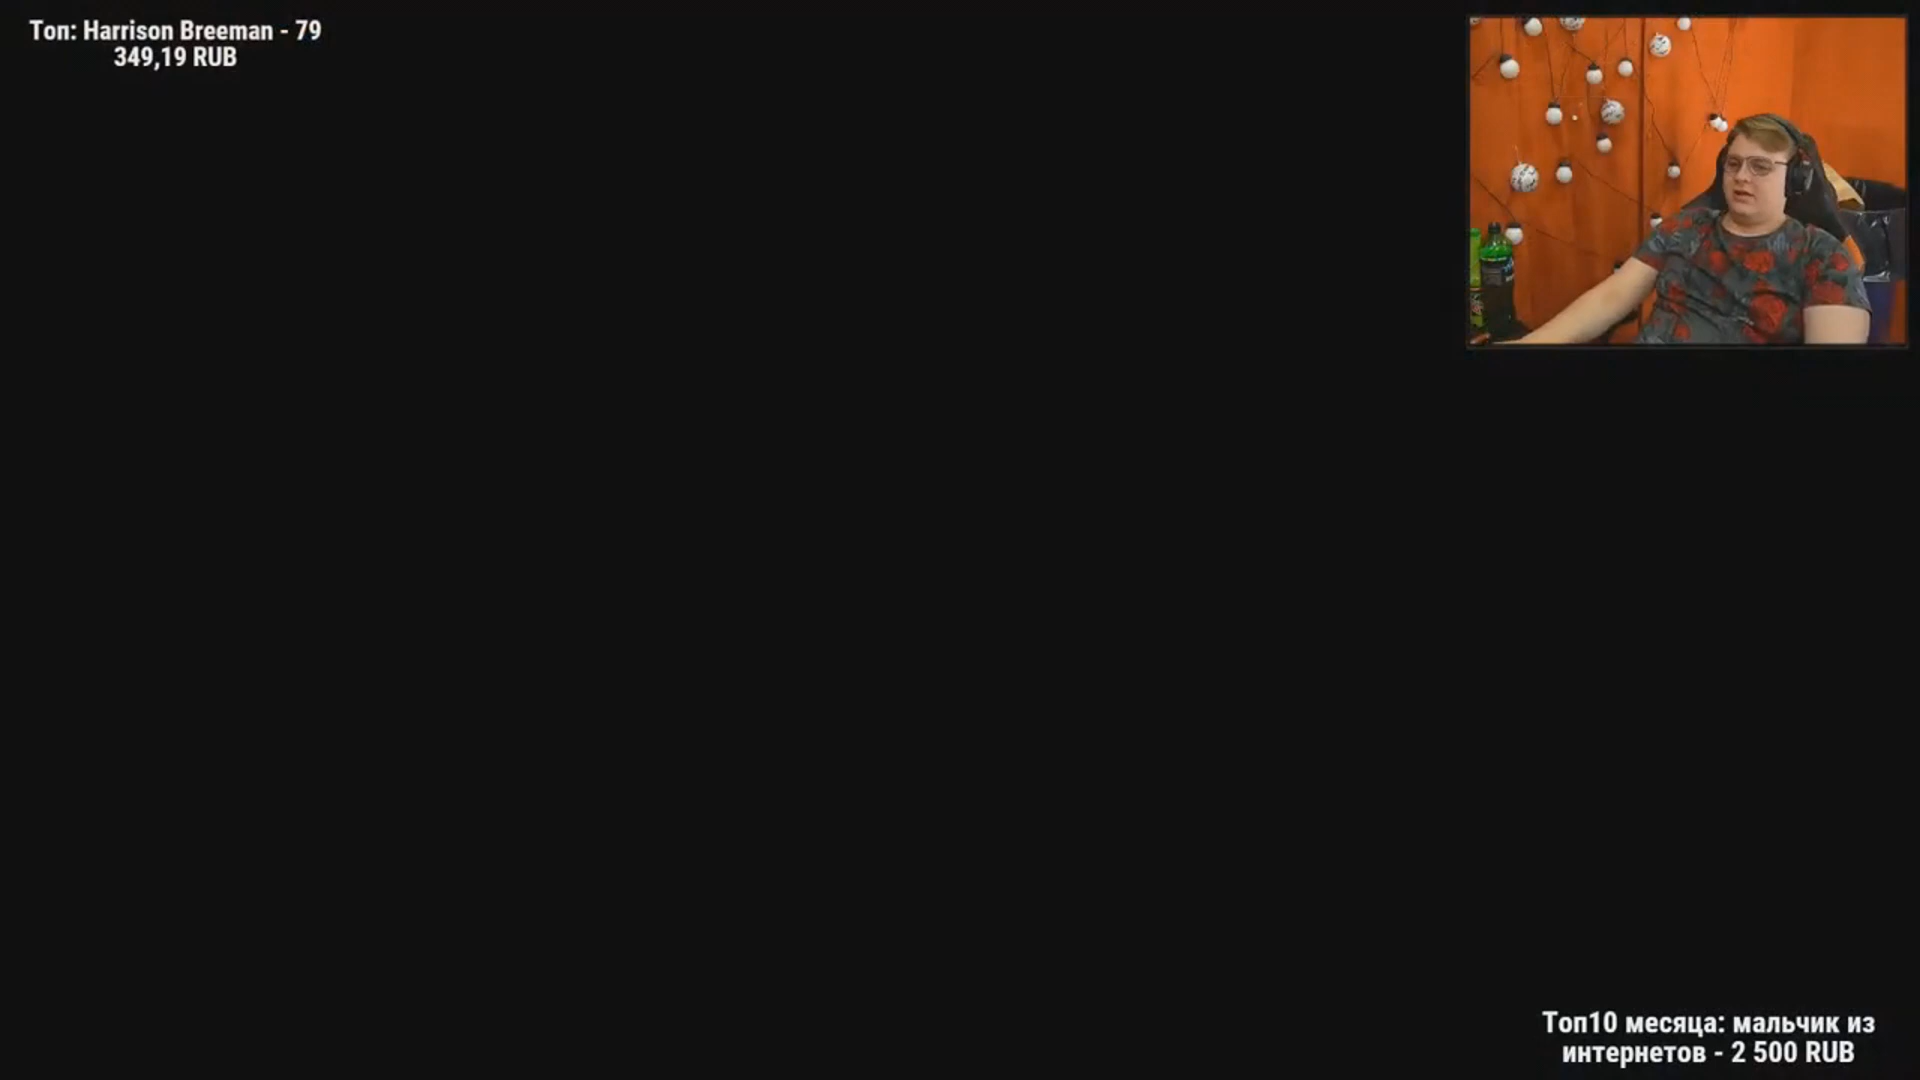 Топ: Harrison Breeman - 79
349,19 RUB
Топ10 месяца: мальчик из
интернетов - 2 500 RUB